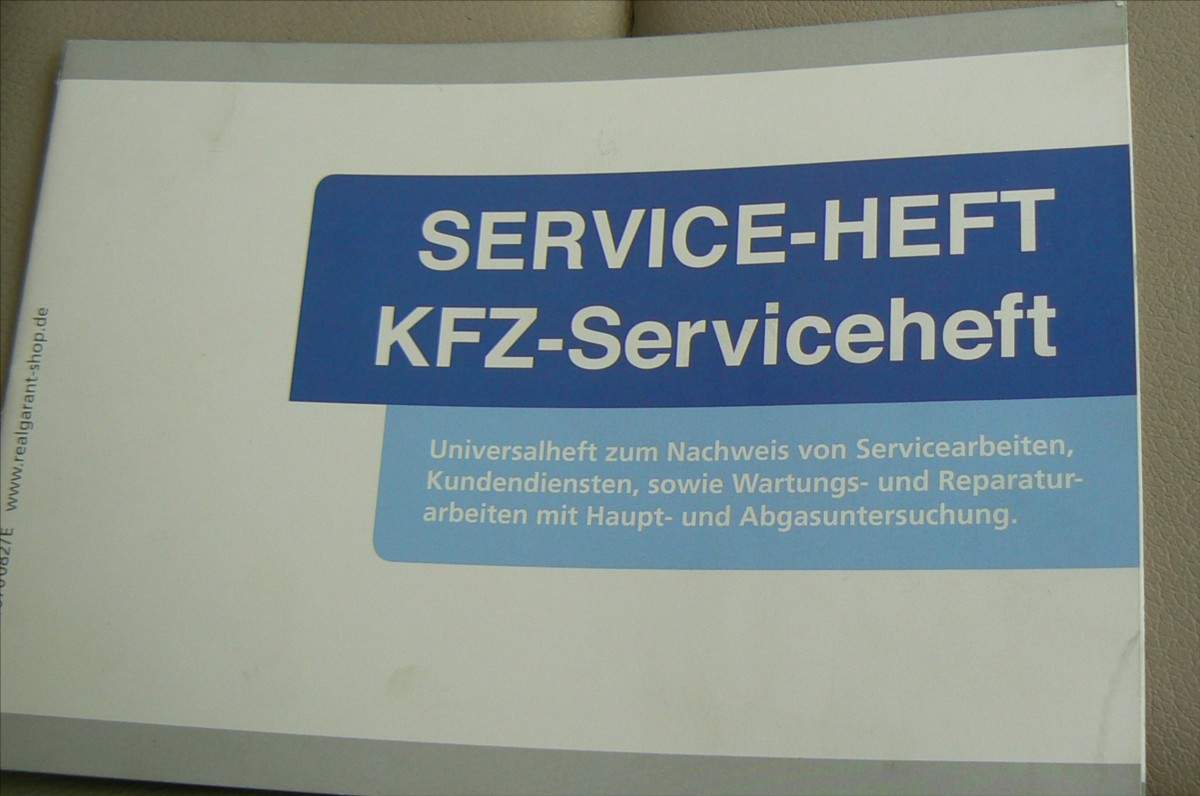 SERVICE-HEFT
KFZ-Serviceheft
Universalheft zum Nachweis von Servicearbeiten,
Kundendiensten, sowie Wartungs- und Reparatur-
arbeiten mit Haupt- und Abgasuntersuchung.
www.realgarant-shop.de